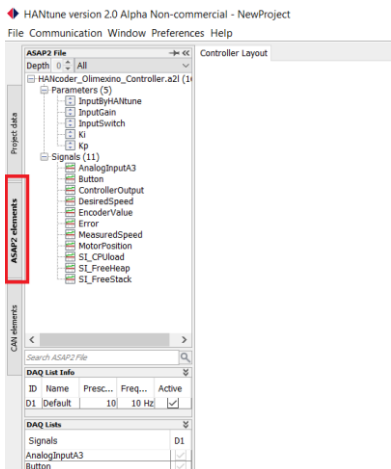 HANtune version 2.0 Alpha Non-commercial - NewProject
File Communication Window Preferences Help
ASAP2 File
Controller Layout
Depth 0 All
HANcoder_Olimexino_Controller.a2l (1
Parameters (5)
InputByHANtune
InputGain
InputSwitch
Ki
Kp
Signals (11)
AnalogInputA3
Button
ControllerOutput
DesiredSpeed
EncoderValue
Error
MeasuredSpeed
MotorPosition
SI_CPUload
SI_FreeHeap
SI_FreeStack
Project data
ASAP2 elements
CAN elements
Search ASAP2 File
DAQ List Info
ID Name Presc... Freq... Active
D1 Default 10 10 Hz
DAQ Lists
Signals D1
AnalogInputA3
Button